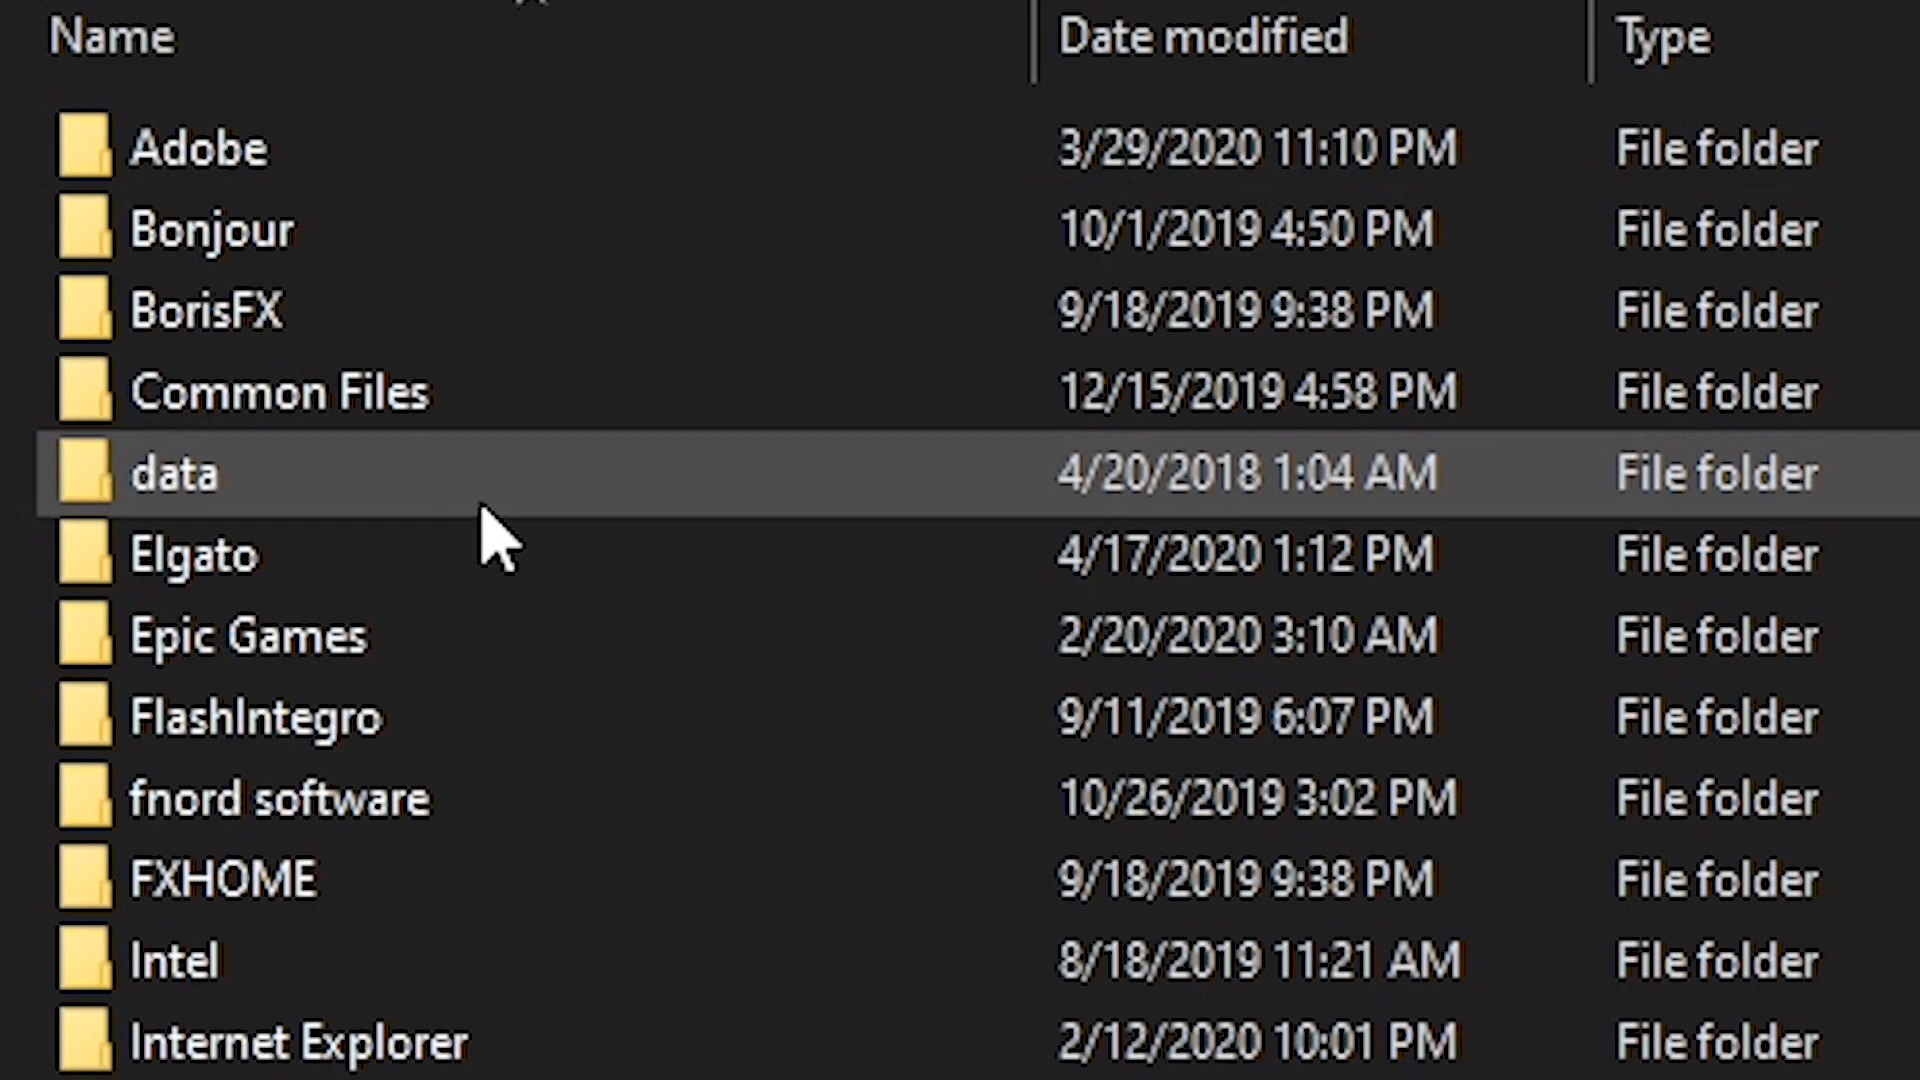 Name Date modified Type
Adobe 3/29/2020 11:10 PM File folder
Bonjour 10/1/2019 4:50 PM File folder
BorisFX 9/18/2019 9:38 PM File folder
Common Files 12/15/2019 4:58 PM File folder
data 4/20/2018 1:04 AM File folder
Elgato 4/17/2020 1:12 PM File folder
Epic Games 2/20/2020 3:10 AM File folder
FlashIntegro 9/11/2019 6:07 PM File folder
fnord software 10/26/2019 3:02 PM File folder
FXHOME 9/18/2019 9:38 PM File folder
Intel 8/18/2019 11:21 AM File folder
Internet Explorer 2/12/2020 10:01 PM File folder